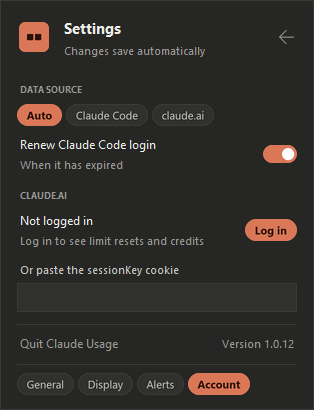 Settings
Changes save automatically
DATA SOURCE
Auto
Claude Code
claude.ai
Renew Claude Code login
When it has expired
CLAUDE.AI
Not logged in
Log in to see limit resets and credits
Log in
Or paste the sessionKey cookie
Quit Claude Usage
Version 1.0.12
General
Display
Alerts
Account